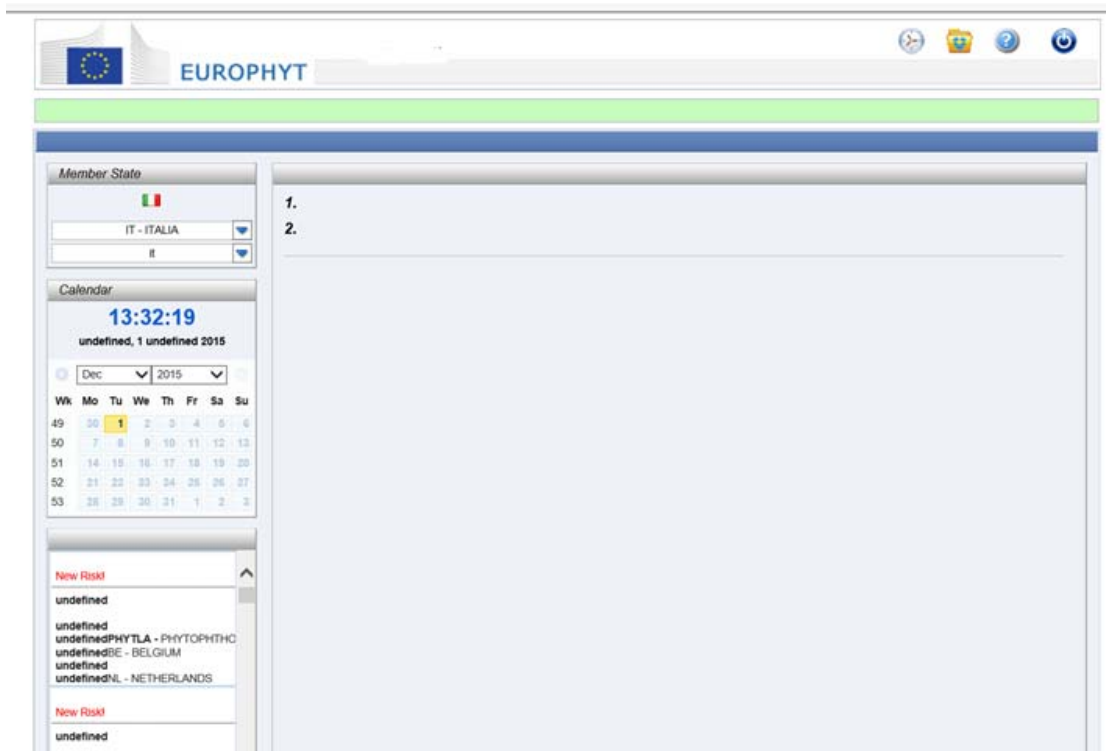 EUROPHYT
Member State
IT - ITALIA
it
Calendar
13:32:19
undefined, 1 undefined 2015
Dec 2015
Wk Mo Tu We Th Fr Sa Su
49 30 1 2 3 4 5 6
50 7 8 9 10 11 12 13
51 14 15 16 17 18 19 20
52 21 22 23 24 25 26 27
53 28 29 30 31 1 2 3
New Risk!
undefined
undefined
undefinedPHYTLA - PHYTOPHTHO
undefinedBE - BELGIUM
undefined
undefinedNL - NETHERLANDS
New Risk!
undefined
1.
2.